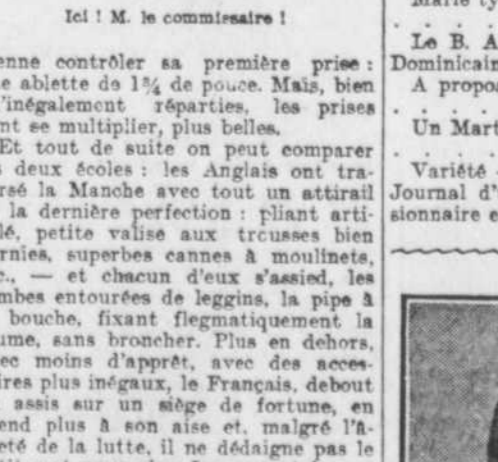 Ici ! M. le commissaire !
enne contrôler sa première prise :
e ablette de 1¾ de pouce. Mais, bien
'inégalement réparties, les prises
nt se multiplier, plus belles.
Et tout de suite on peut comparer
s deux écoles : les Anglais ont tra-
rsé la Manche avec tout un attirail
la dernière perfection : pliant arti-
lé, petite valise aux trousses bien
rnies, superbes cannes à moulinets,
c., — et chacun d'eux s'assied, les
mbes entourées de leggins, la pipe à
bouche, fixant flegmatiquement la
ume, sans broncher. Plus en dehors,
ec moins d'apprêt, avec des acces-
ires plus inégaux, le Français, debout
assis sur un siège de fortune, en
end plus à son aise et, malgré l'â-
eté de la lutte, il ne dédaigne pas le
Le B. A
Dominicain
A propos
Un Mart
Variété
Journal d'
sionnaire e